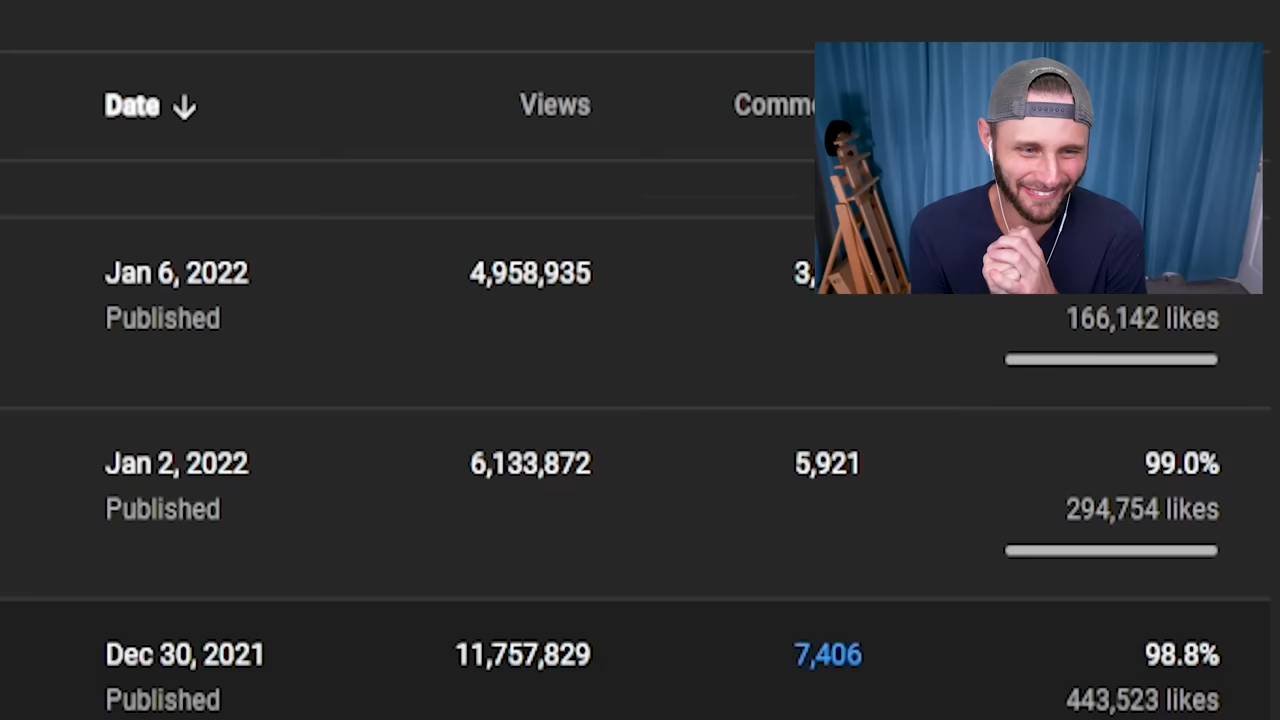 Date ↓ Views Comme
Jan 6, 2022 4,958,935 3,
Published 166,142 likes
Jan 2, 2022 6,133,872 5,921 99.0%
Published 294,754 likes
Dec 30, 2021 11,757,829 7,406 98.8%
Published 443,523 likes